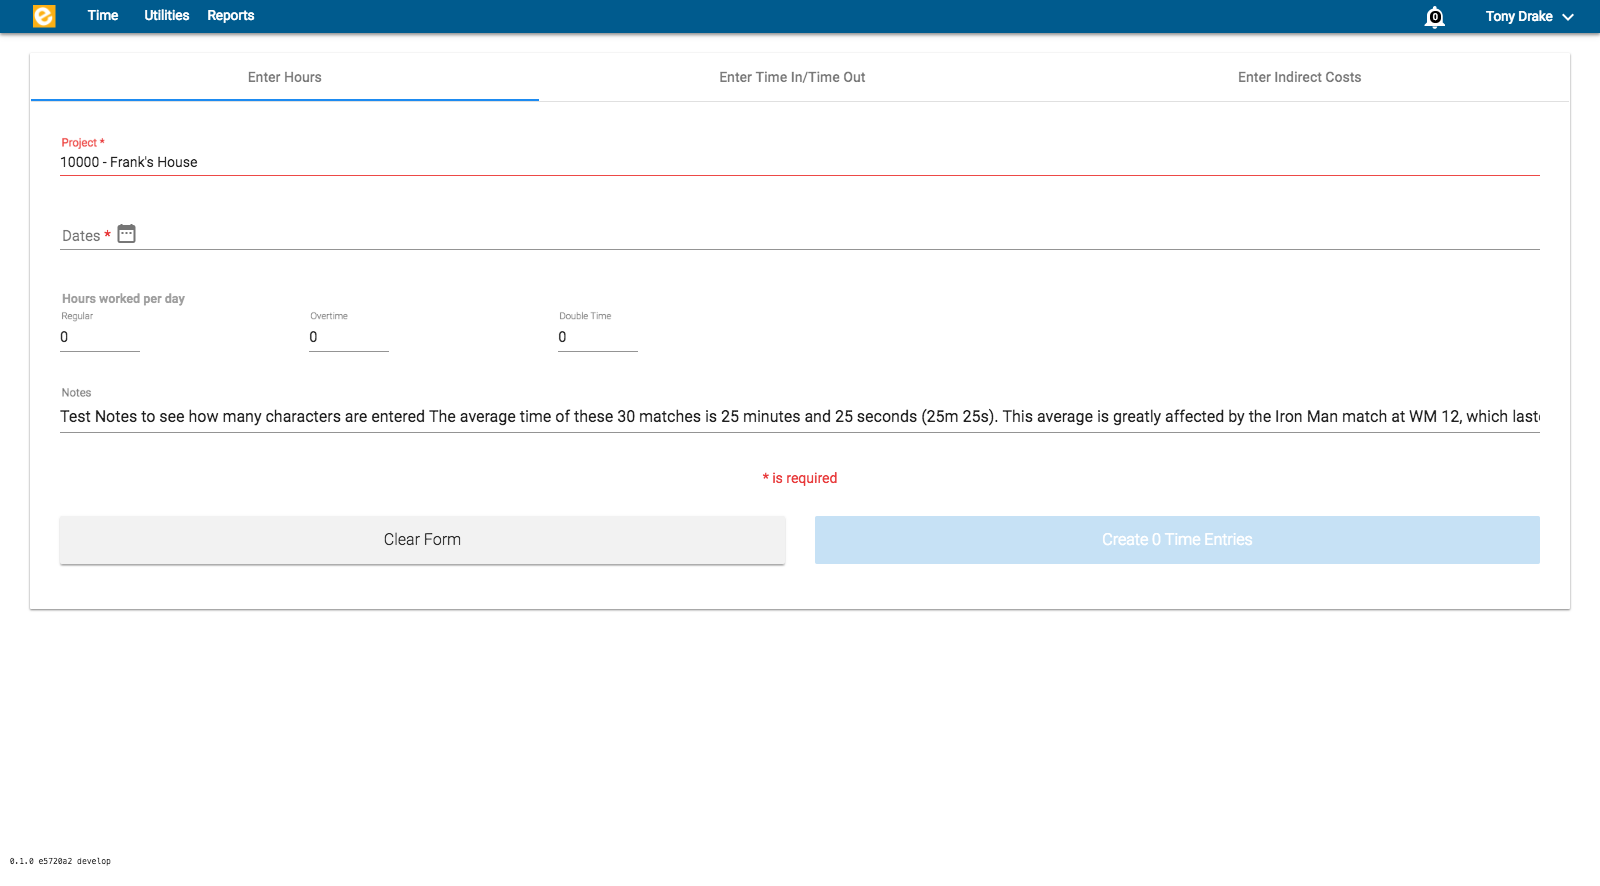 e Time Utilities Reports 0 Tony Drake
Enter Hours Enter Time In/Time Out Enter Indirect Costs
Project *
10000 - Frank's House
Dates *
Hours worked per day
Regular Overtime Double Time
0 0 0
Notes
Test Notes to see how many characters are entered The average time of these 30 matches is 25 minutes and 25 seconds (25m 25s). This average is greatly affected by the Iron Man match at WM 12, which last
* is required
Clear Form Create 0 Time Entries
0.1.0 e5720a2 develop